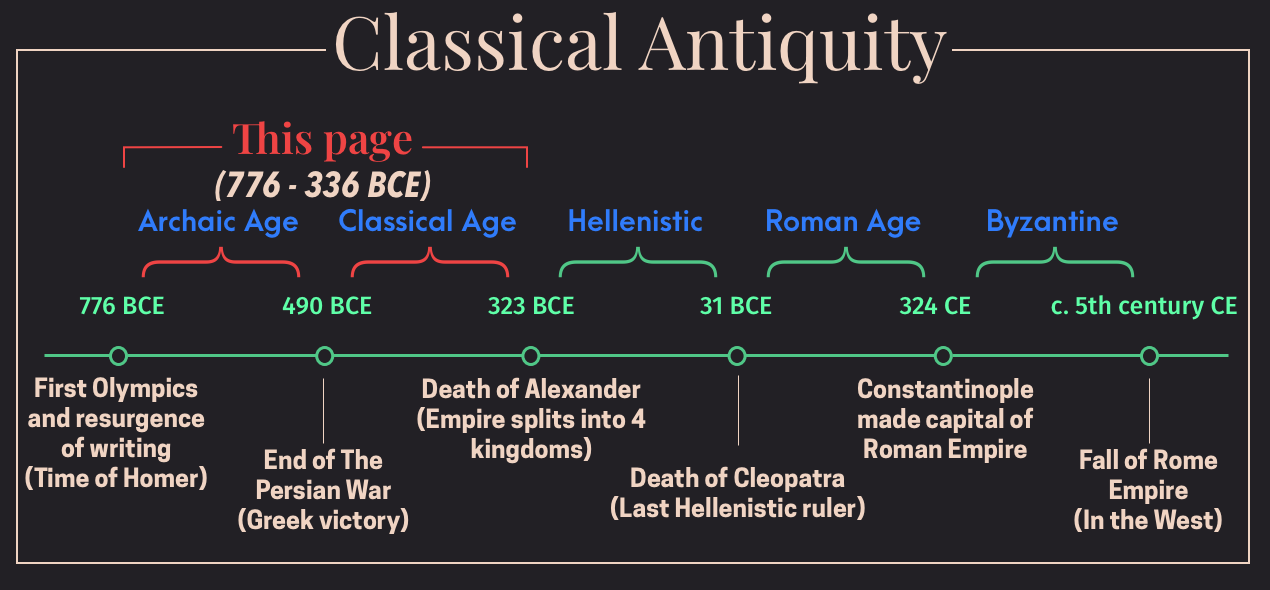 Classical Antiquity
This page
(776 - 336 BCE)
Archaic Age
Classical Age
Hellenistic
Roman Age
Byzantine
776 BCE
490 BCE
323 BCE
31 BCE
324 CE
c. 5th century CE
First Olympics
and resurgence
of writing
(Time of Homer)
End of The
Persian War
(Greek victory)
Death of Alexander
(Empire splits into 4
kingdoms)
Death of Cleopatra
(Last Hellenistic ruler)
Constantinople
made capital of
Roman Empire
Fall of Rome
Empire
(In the West)